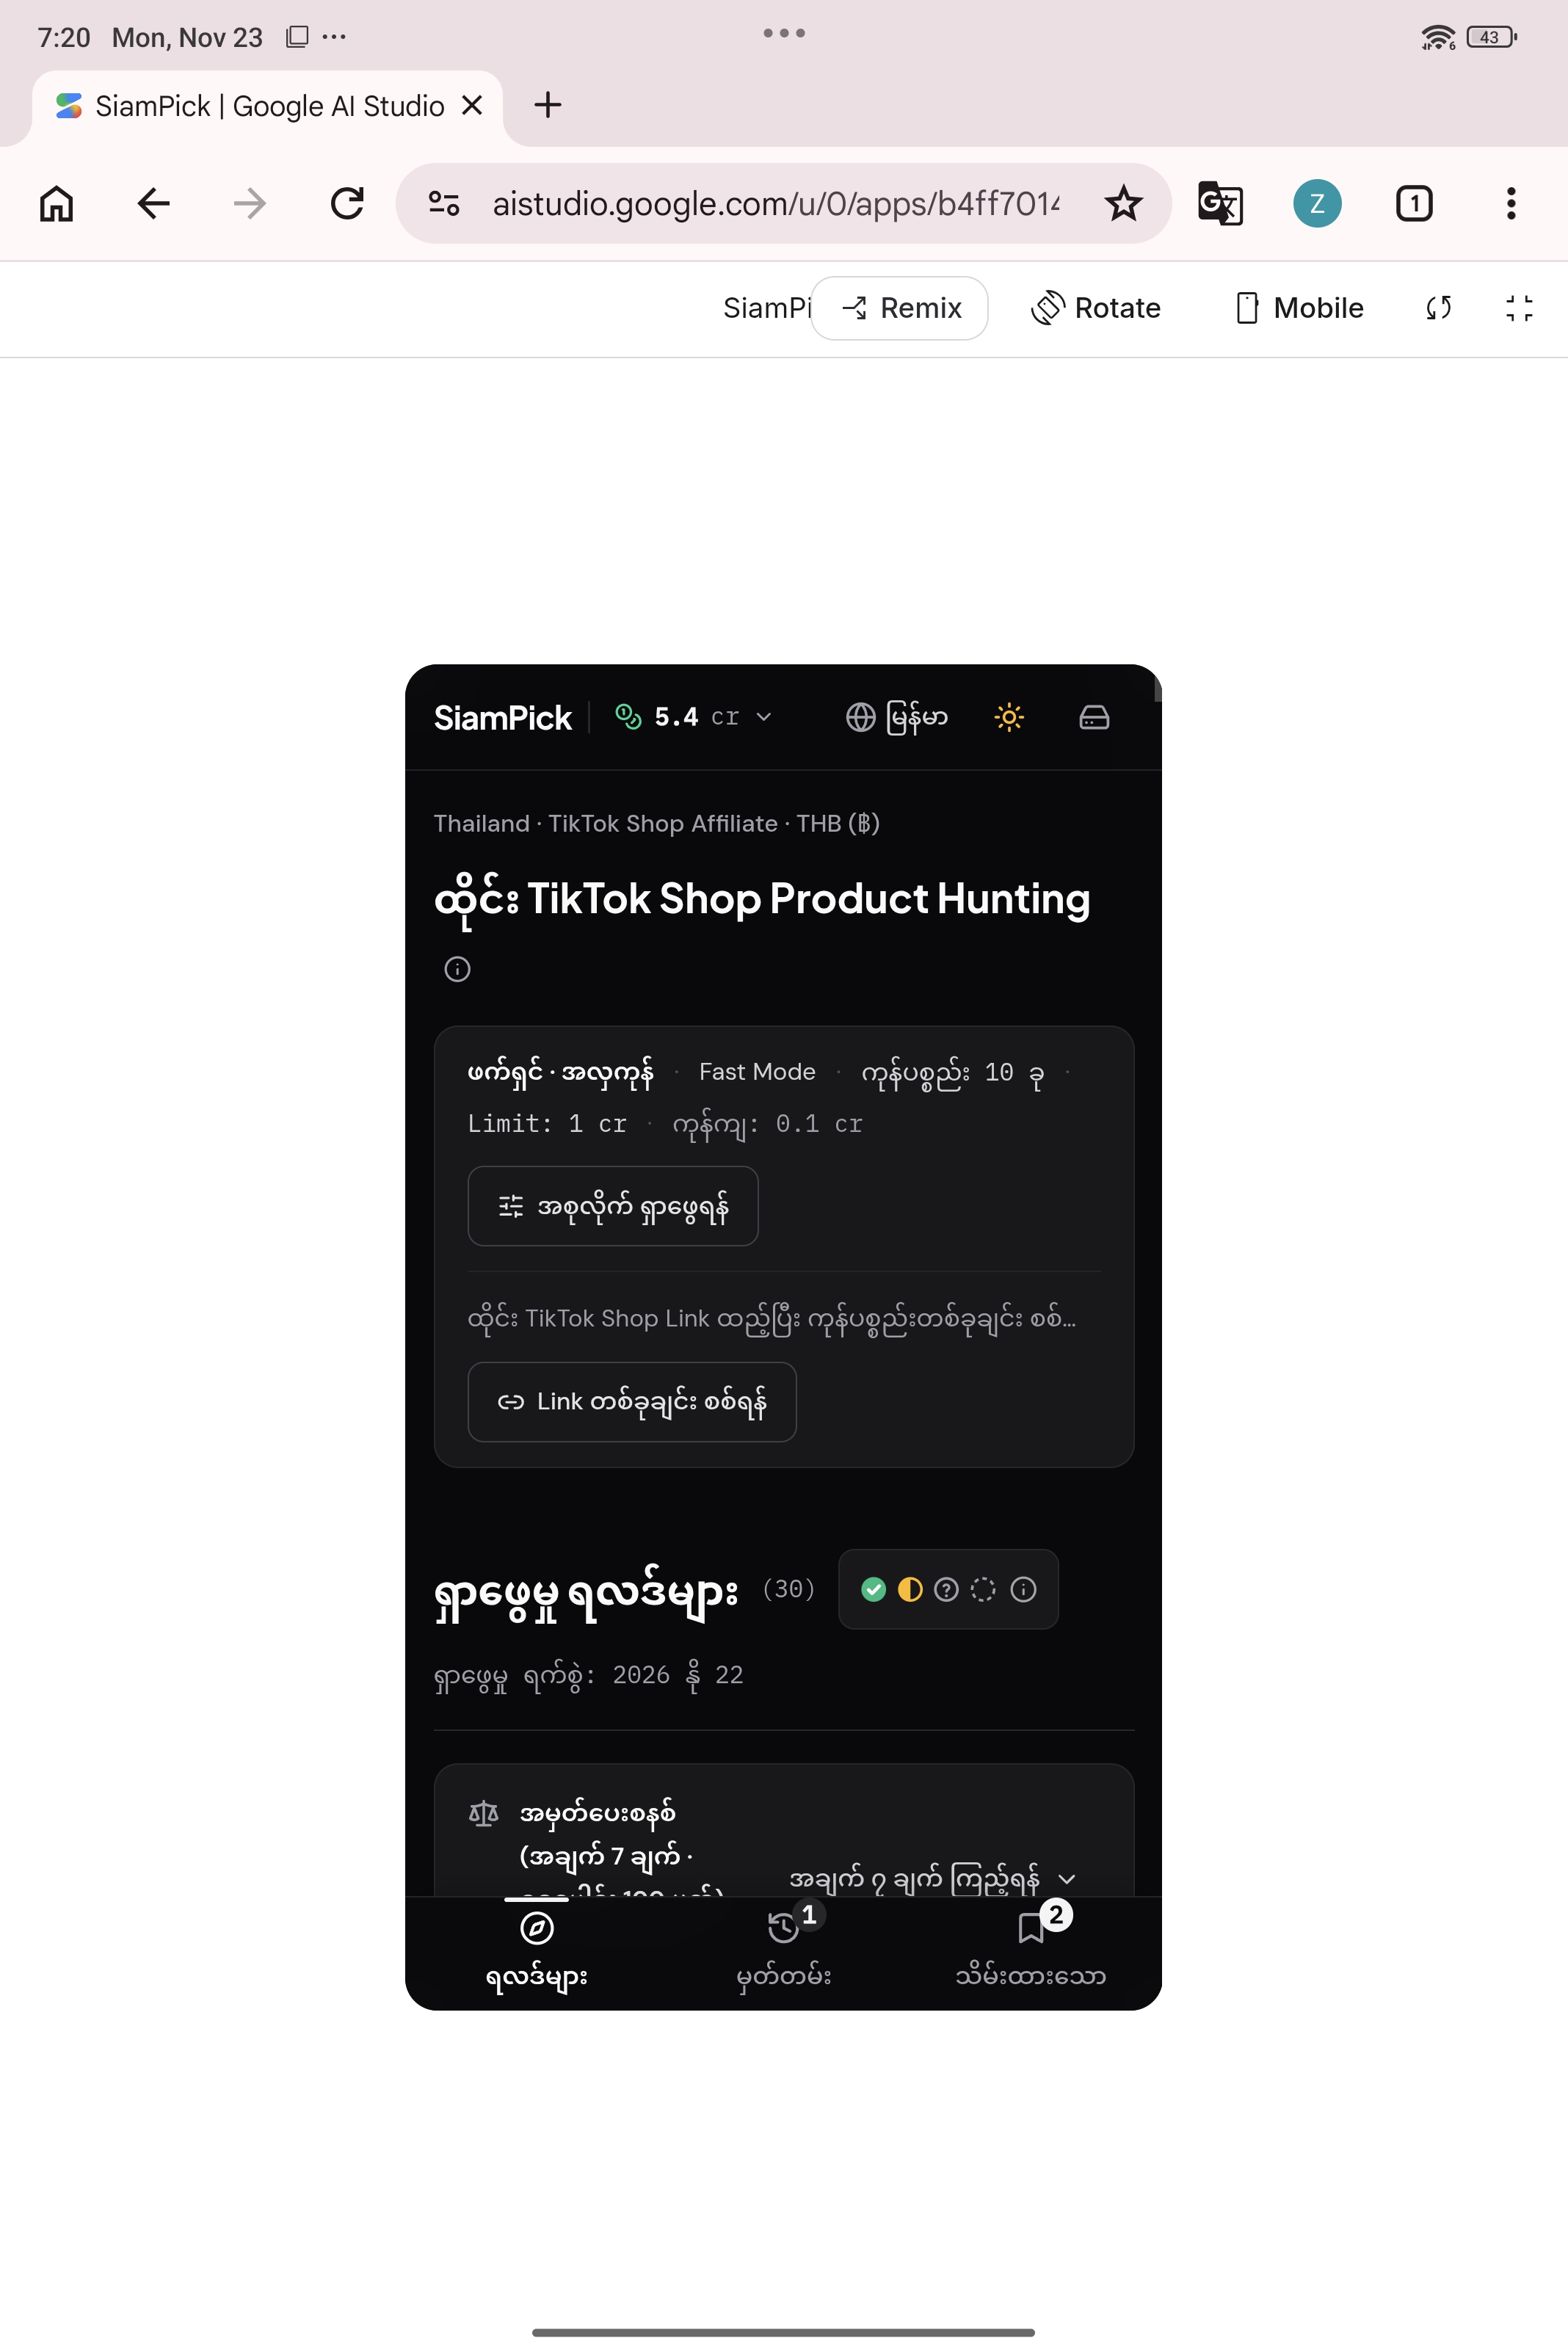 7:20 Mon, Nov 23
43
SiamPick | Google AI Studio
aistudio.google.com/u/0/apps/b4ff7014
Z
1
Remix
Rotate
Mobile
SiamPick
5.4 cr
မြန်မာ
Thailand · TikTok Shop Affiliate · THB (฿)
ထိုင်း TikTok Shop Product Hunting
ဖက်ရှင် · အလှကုန် · Fast Mode · ကုန်ပစ္စည်း 10 ခု ·
Limit: 1 cr · ကုန်ကျ: 0.1 cr
အစုလိုက် ရှာဖွေရန်
ထိုင်း TikTok Shop Link ထည့်ပြီး ကုန်ပစ္စည်းတစ်ခုချင်း စစ်...
Link တစ်ခုချင်း စစ်ရန်
ရှာဖွေမှု ရလဒ်များ (30)
ရှာဖွေမှု ရက်စွဲ: 2026 နို 22
အမှတ်ပေးစနစ်
(အချက် 7 ချက် ·
အချက် ၇ ချက် ကြည့်ရန်
1
2
ရလဒ်များ
မှတ်တမ်း
သိမ်းထားသော